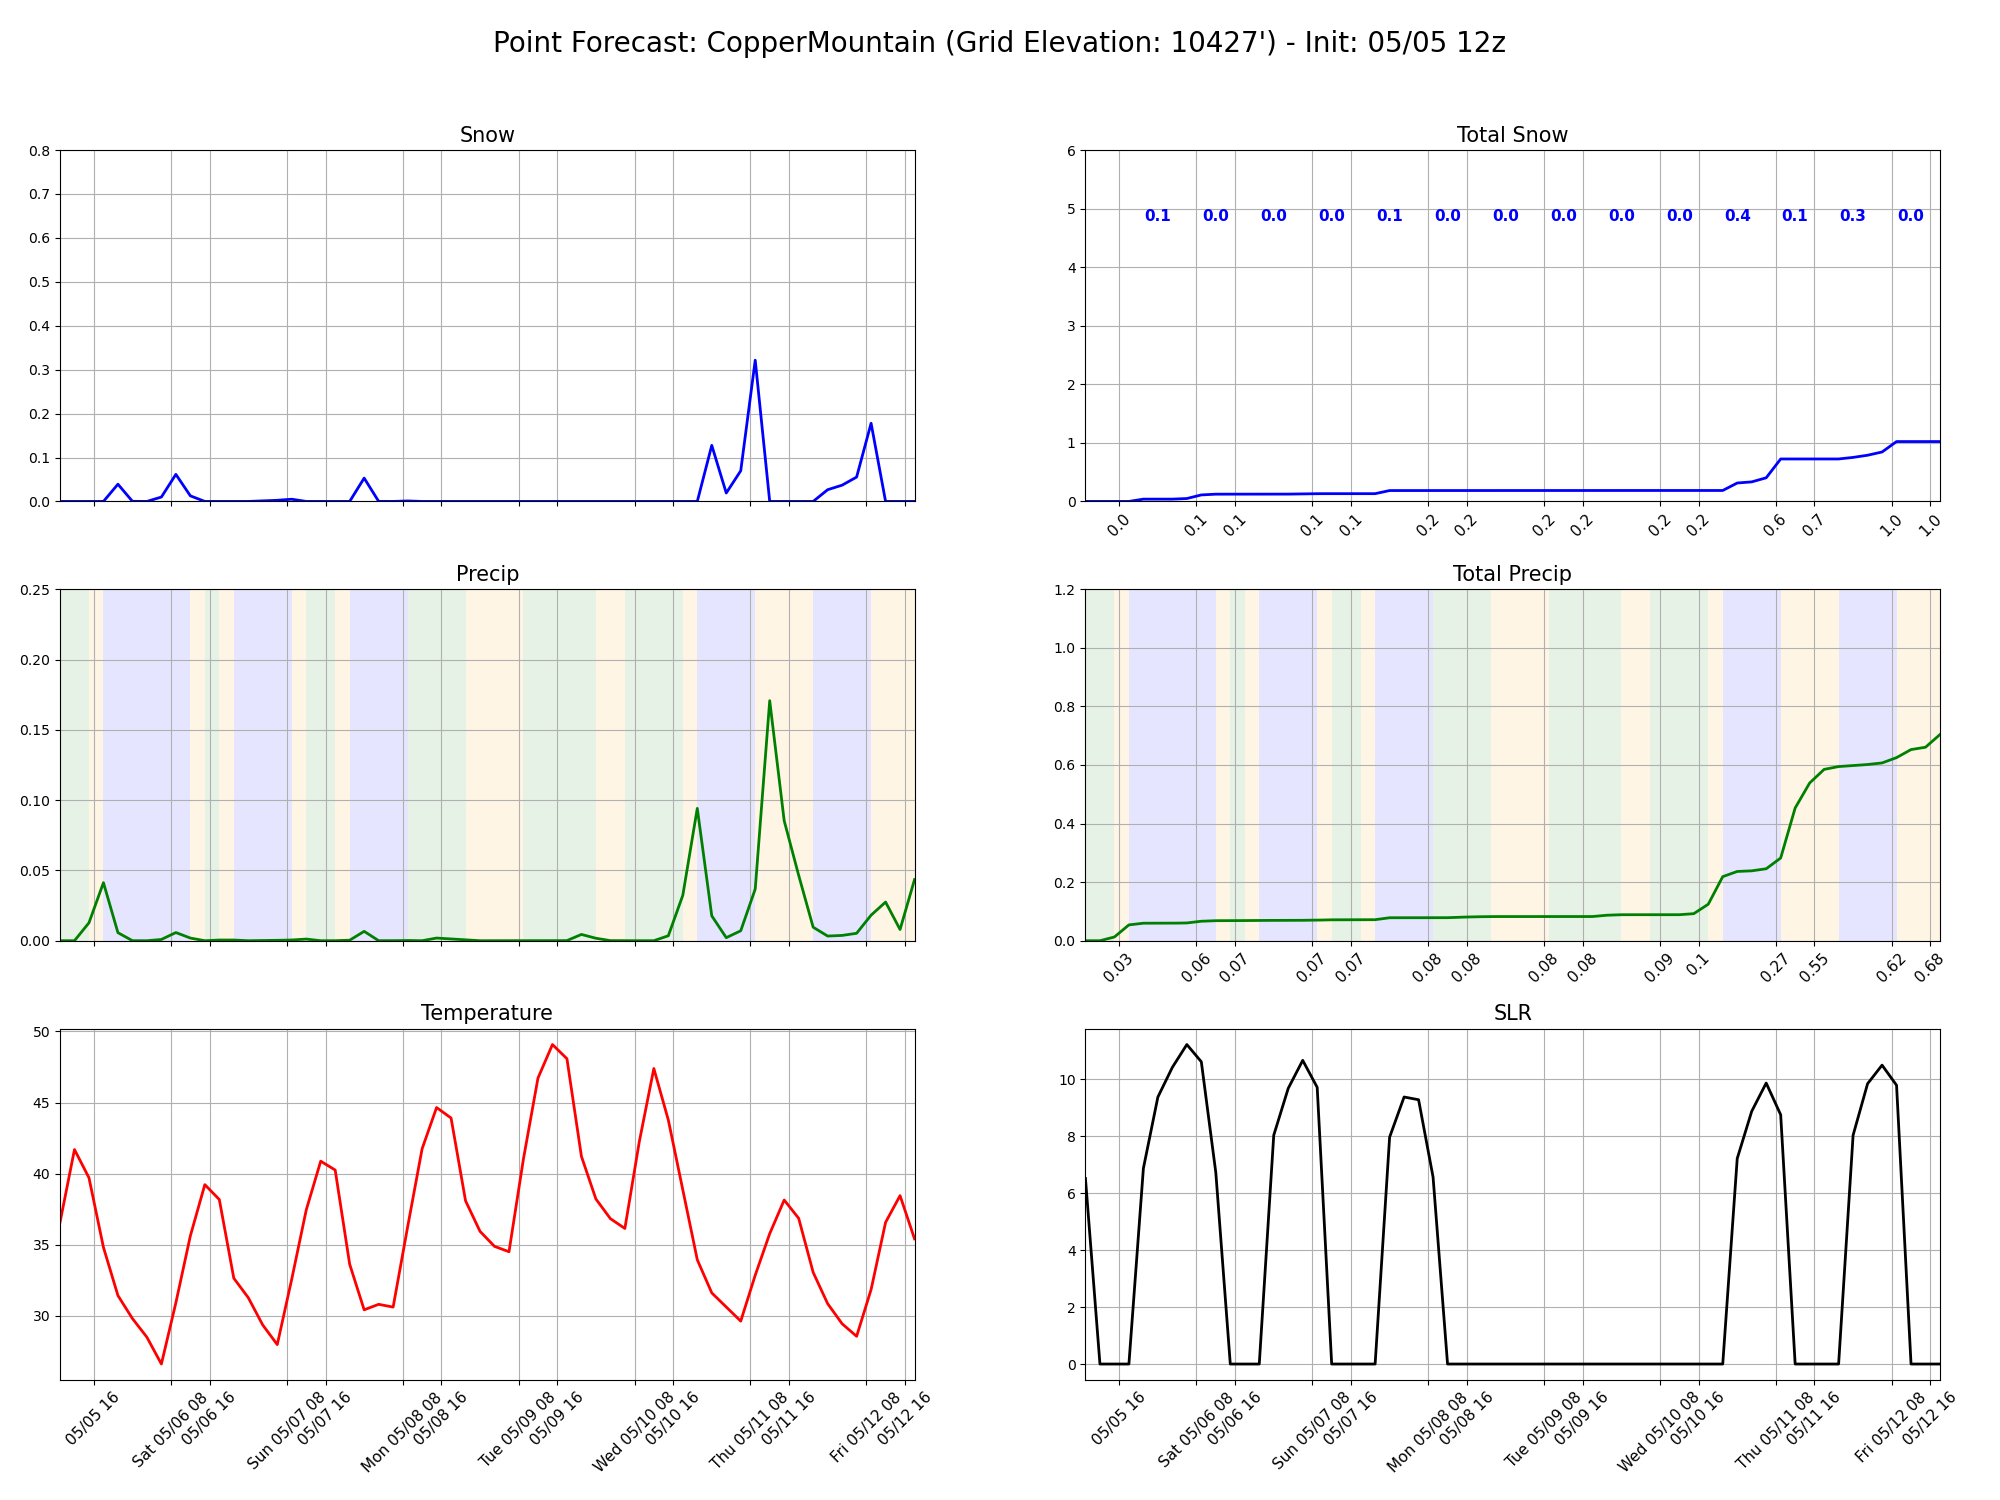 Point Forecast: CopperMountain (Grid Elevation: 10427') - Init: 05/05 12z
Snow
0.8
0.7
0.6
0.5
0.4
0.3
0.2
0.1
0.0
Total Snow
6
5
4
3
2
1
0
0.1 0.0 0.0 0.0 0.1 0.0 0.0 0.0 0.0 0.0 0.4 0.1 0.3 0.0
0.0 0.1 0.1 0.1 0.1 0.2 0.2 0.2 0.2 0.2 0.2 0.6 0.7 1.0 1.0
Precip
0.25
0.20
0.15
0.10
0.05
0.00
Total Precip
1.2
1.0
0.8
0.6
0.4
0.2
0.0
0.03 0.06 0.07 0.07 0.07 0.08 0.08 0.08 0.08 0.09 0.1 0.27 0.55 0.62 0.68
Temperature
50
45
40
35
30
05/05 16
Sat 05/06 08
05/06 16
Sun 05/07 08
05/07 16
Mon 05/08 08
05/08 16
Tue 05/09 08
05/09 16
Wed 05/10 08
05/10 16
Thu 05/11 08
05/11 16
Fri 05/12 08
05/12 16
SLR
10
8
6
4
2
0
05/05 16
Sat 05/06 08
05/06 16
Sun 05/07 08
05/07 16
Mon 05/08 08
05/08 16
Tue 05/09 08
05/09 16
Wed 05/10 08
05/10 16
Thu 05/11 08
05/11 16
Fri 05/12 08
05/12 16